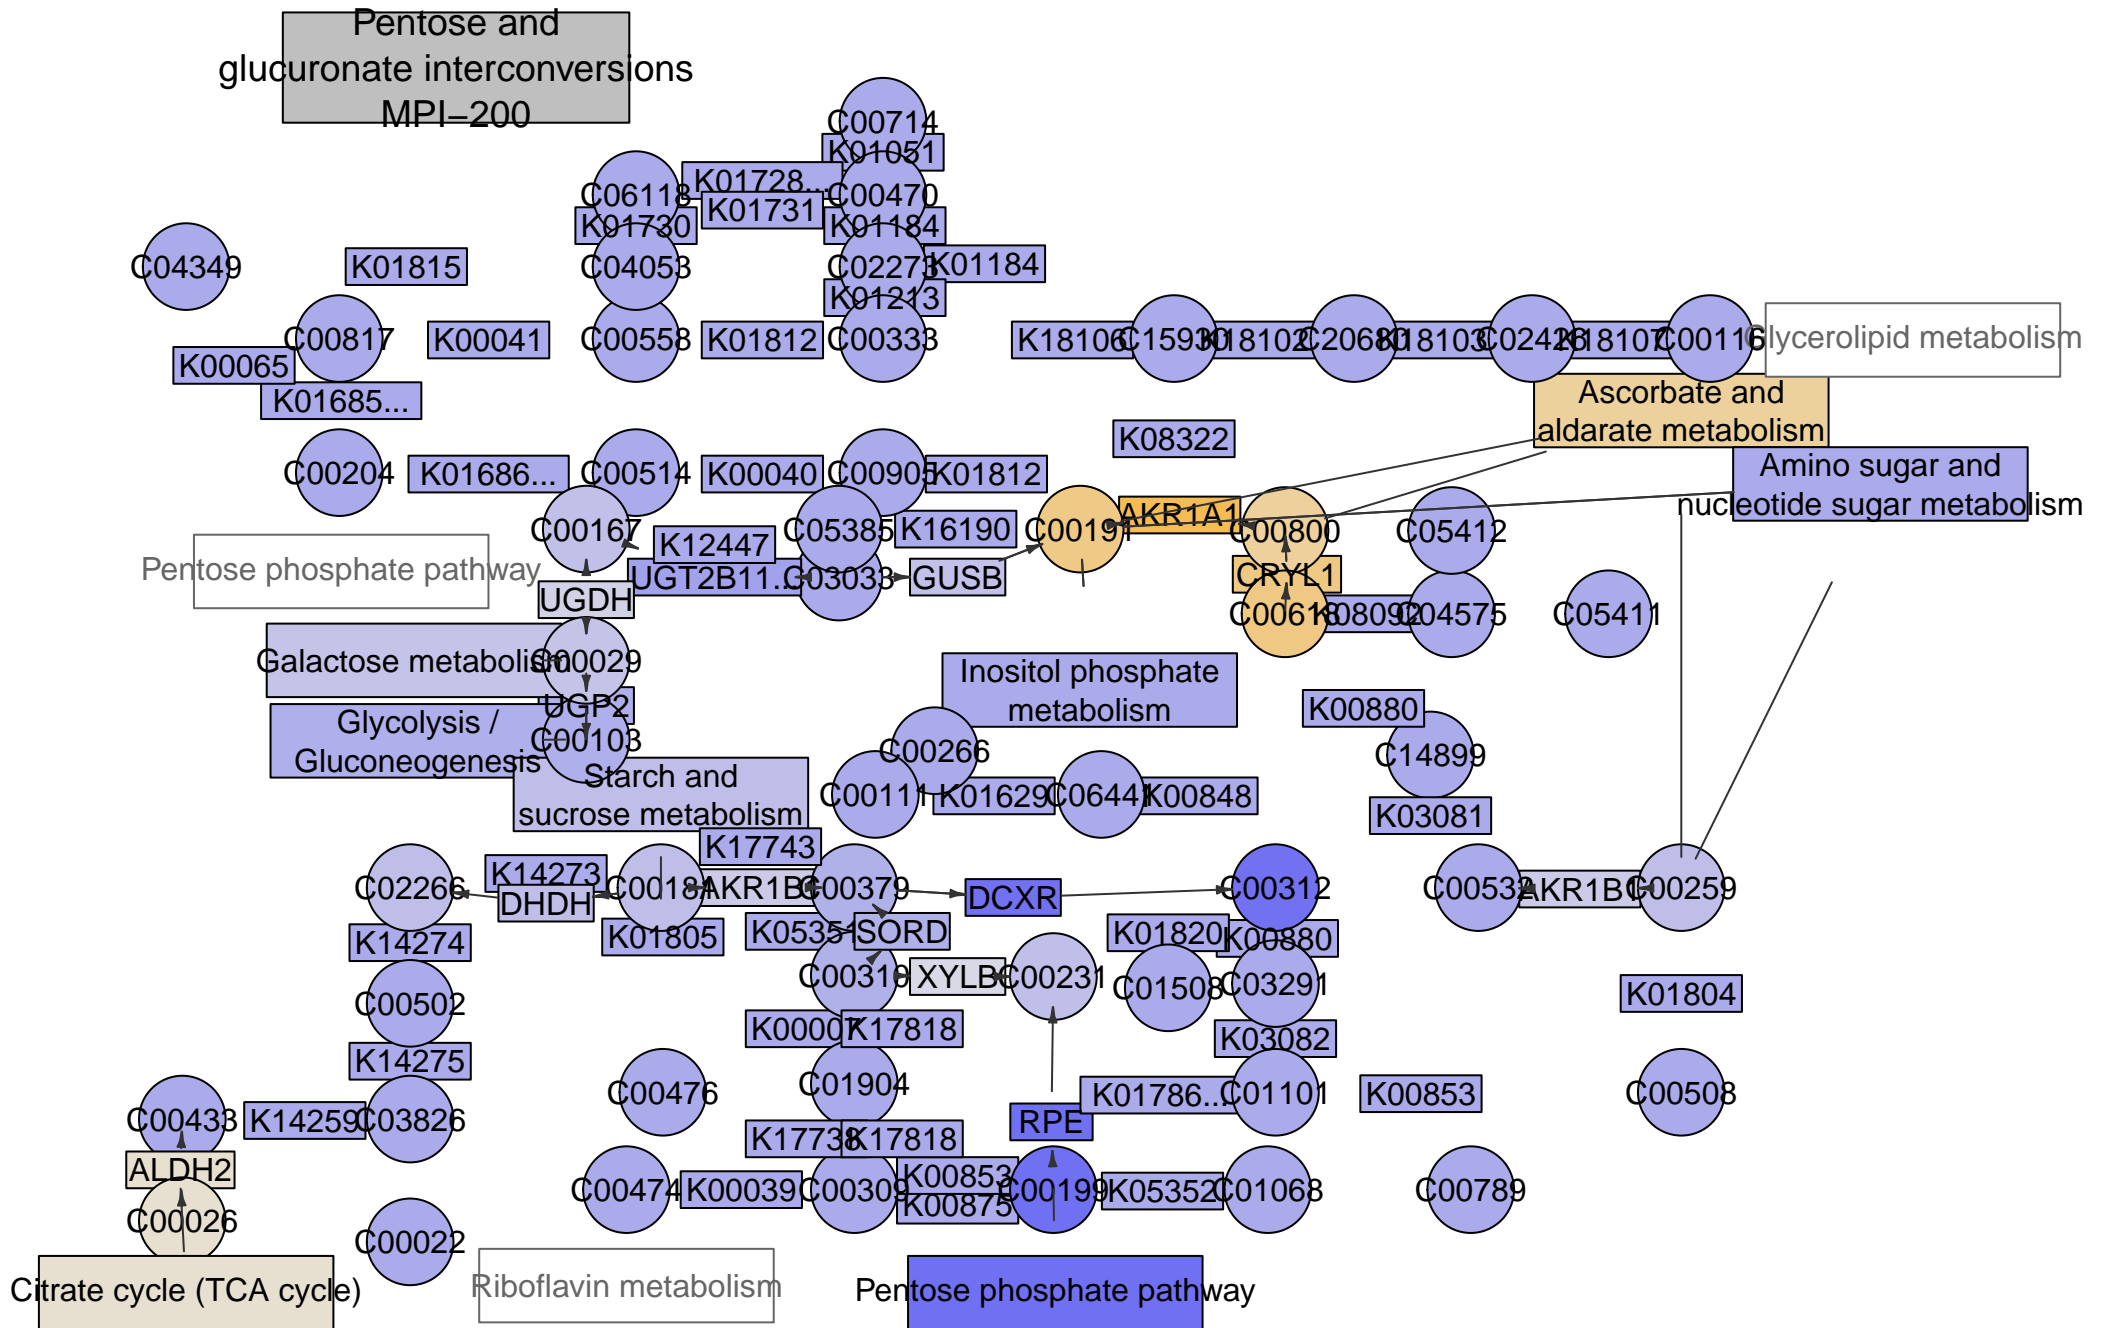 Pentose and
glucuronate interconversions
MPI−200
C00714
K01051
C06118
K01728...
C00470
K01731
K01730
K01184
C04349
K01815
C04053
C02273
K01184
K01213
C00817
K00041
C00558
K01812
C00333
K18106
C15930
K18102
C20680
K18103
C02426
K18107
C00116
Glycerolipid metabolism
K00065
K01685...
Ascorbate and
aldarate metabolism
K08322
C00204
K01686...
C00514
K00040
C00905
K01812
Amino sugar and
nucleotide sugar metabolism
C00167
C05385
K16190
C00191
AKR1A1
C00800
C05412
K12447
Pentose phosphate pathway
UGT2B11...
C03033
GUSB
CRYL1
UGDH
C00618
K08092
C04575
C05411
Galactose metabolism
C00029
Inositol phosphate
metabolism
UGP2
K00880
Glycolysis /
Gluconeogenesis
C00103
C00266
C14899
Starch and
sucrose metabolism
C00111
K01629
C06441
K00848
K03081
K17743
C02266
K14273
DHDH
C00181
AKR1B1
C00379
DCXR
C00312
C00532
AKR1B1
C00259
K14274
K01805
K05351
SORD
K01820
K00880
C00502
C00310
XYLB
C00231
C01508
C03291
K01804
K00007
K17818
K03082
K14275
C00476
C01904
K01786...
C01101
K00853
C00508
C00433
K14259
C03826
RPE
K17738
K17818
ALDH2
C00474
K00039
C00309
K00853
K00875
C00199
K05352
C01068
C00789
C00026
C00022
Citrate cycle (TCA cycle)
Riboflavin metabolism
Pentose phosphate pathway